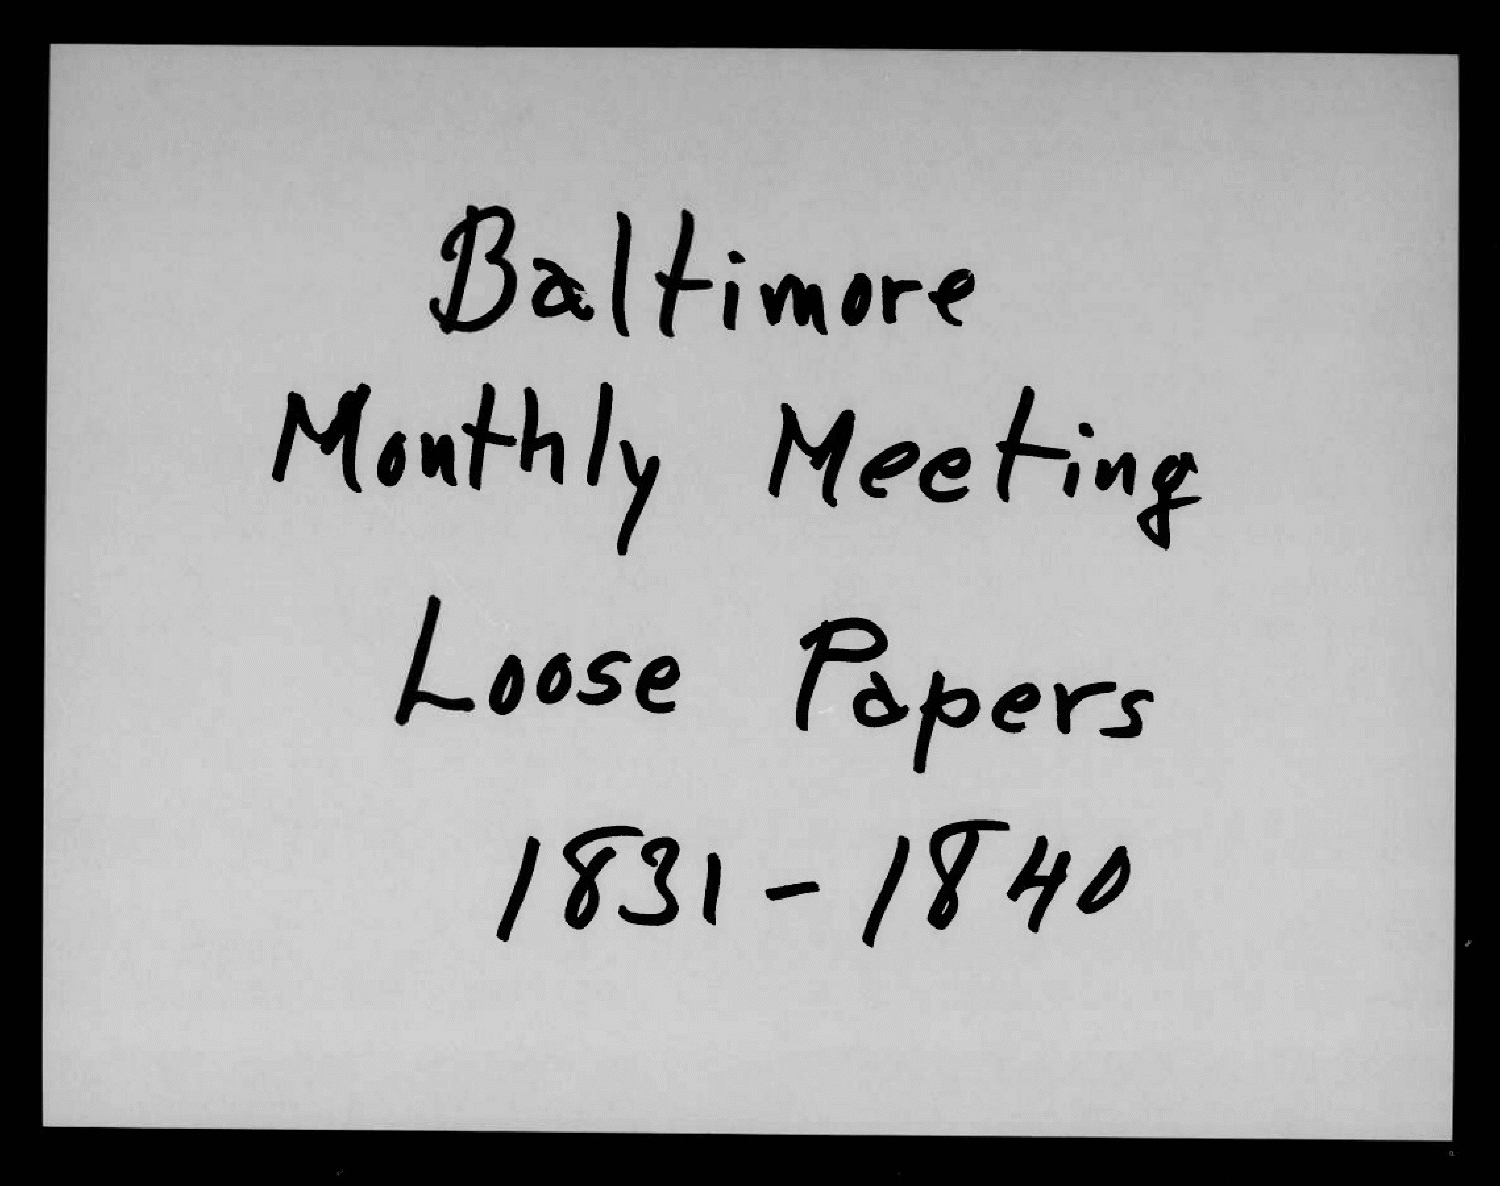 Baltimore
Monthly Meeting
Loose Papers
1831-1840